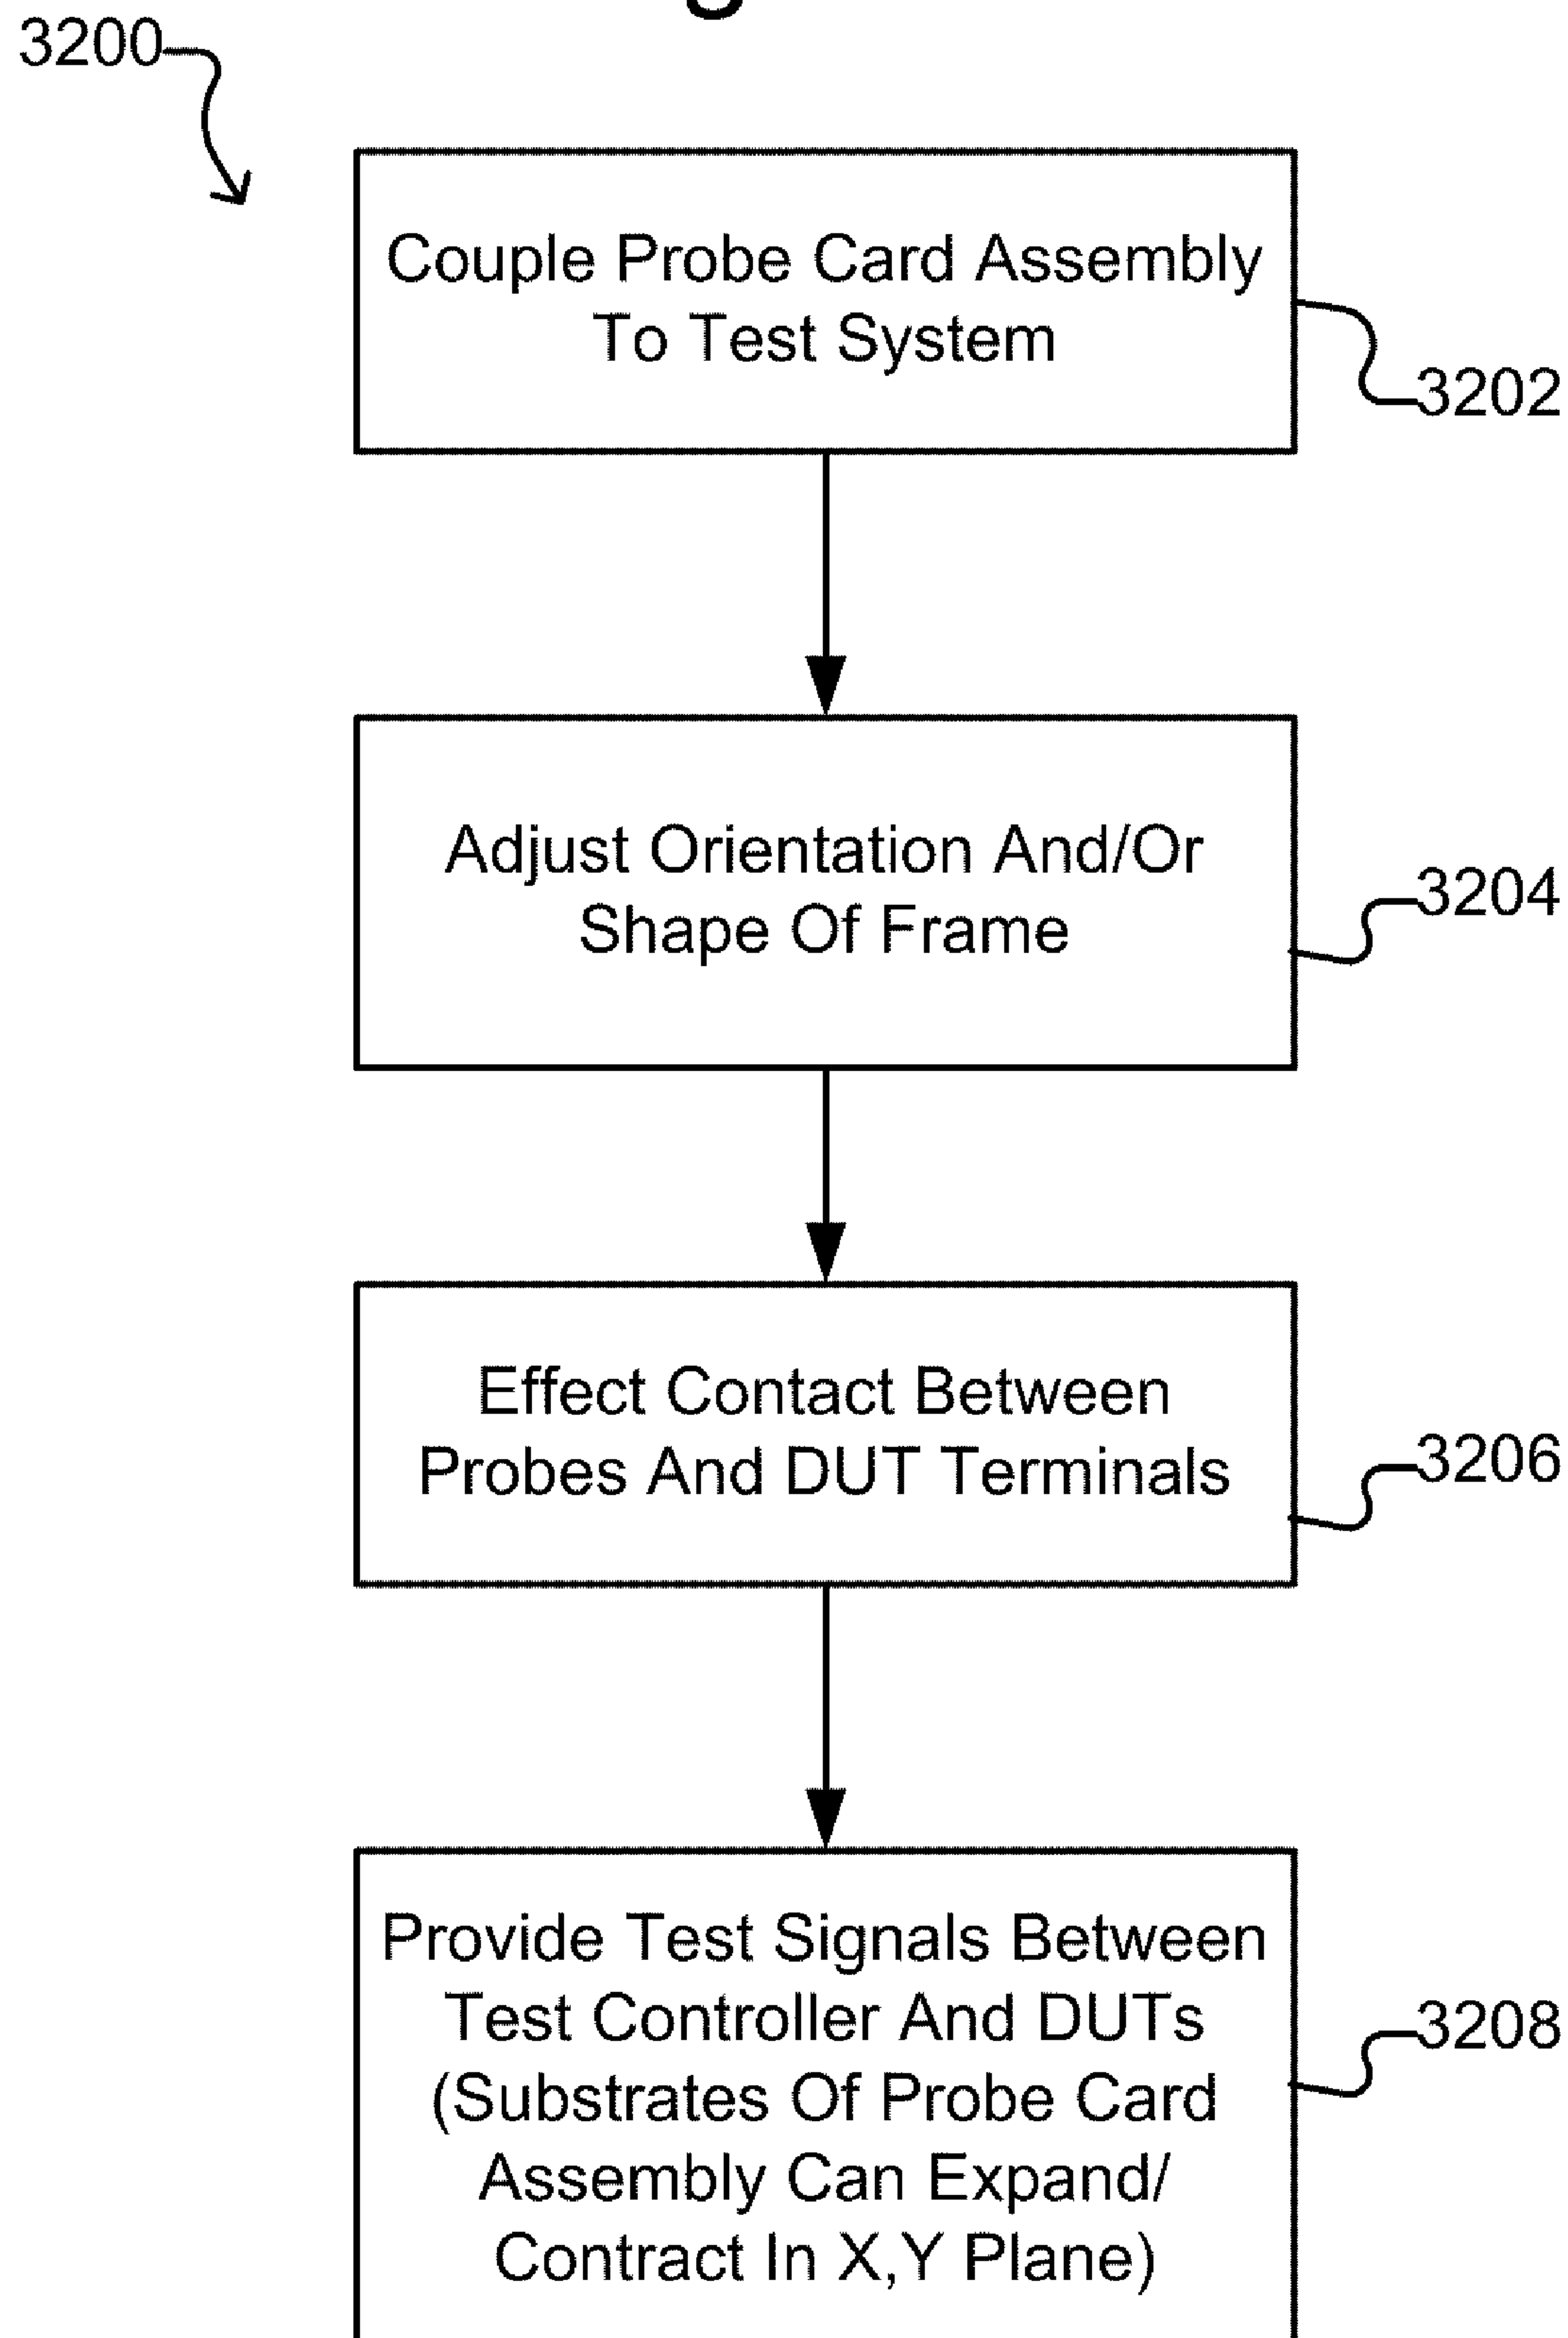 3200
Couple Probe Card Assembly
To Test System
3202
Adjust Orientation And/Or
Shape Of Frame
3204
Effect Contact Between
Probes And DUT Terminals
3206
Provide Test Signals Between
Test Controller And DUTs
(Substrates Of Probe Card
Assembly Can Expand/
Contract In X,Y Plane)
3208